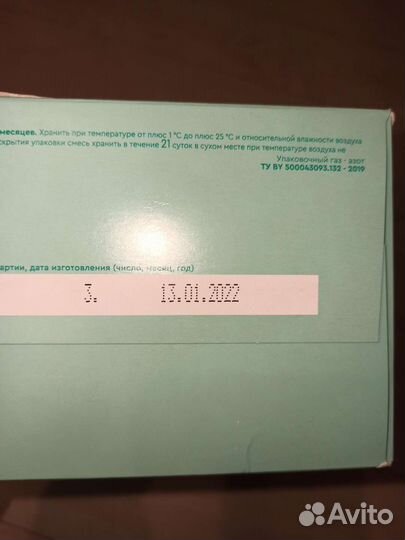 месяцев. Хранить при температуре от плюс 1 °С до плюс 25 °С и относительной влажности воздуха
скрытия упаковки смесь хранить в течение 21 суток в сухом месте при температуре воздуха не
Упаковочный газ - азот
ТУ BY 500043093.132 - 2019
артии, дата изготовления (число, месяц, год)
3. 13.01.2022
Avito